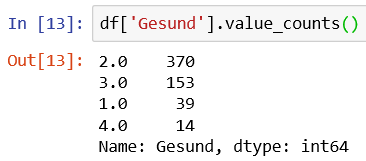 In [13]: df['Gesund'].value_counts()
Out[13]: 2.0    370
3.0    153
1.0     39
4.0     14
Name: Gesund, dtype: int64